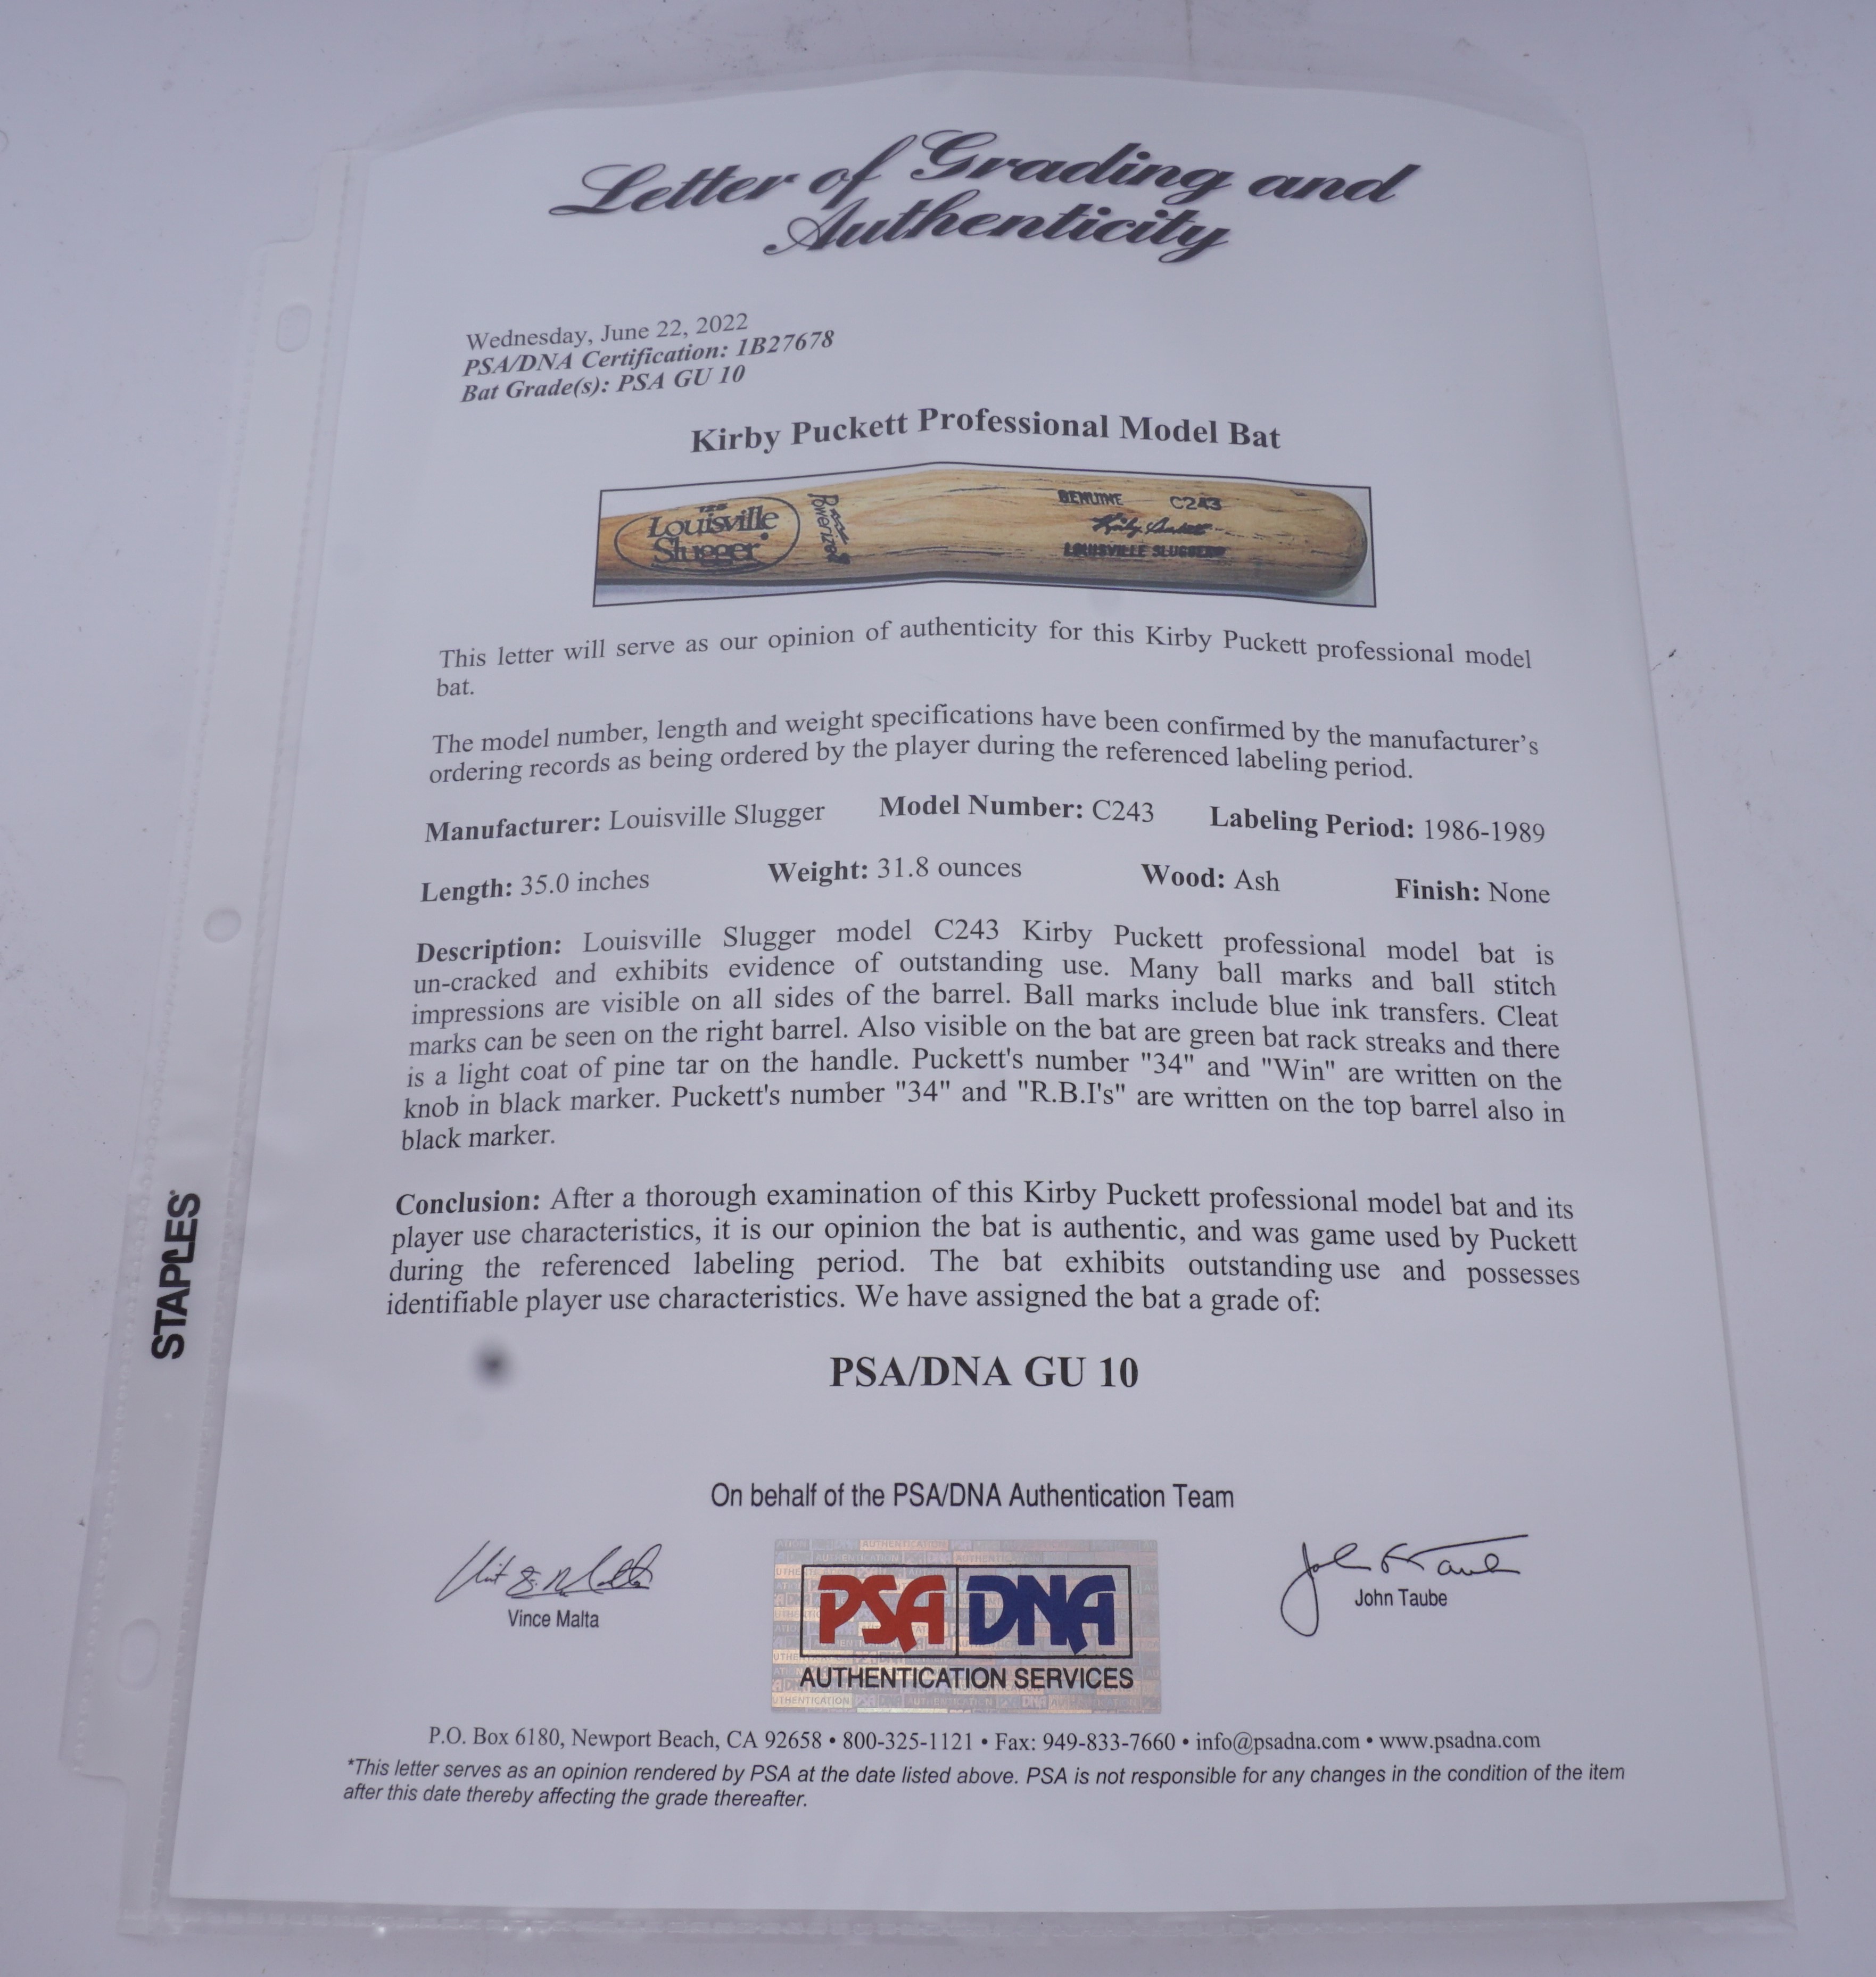 Letter of Grading and
Authenticity
Wednesday, June 22, 2022
PSA/DNA Certification: 1B27678
Bat Grade(s): PSA GU 10
Kirby Puckett Professional Model Bat
125
Louisville
Slugger
Powerized
GENUINE C243
Kirby Puckett
LOUISVILLE SLUGGER
This letter will serve as our opinion of authenticity for this Kirby Puckett professional model
bat.
The model number, length and weight specifications have been confirmed by the manufacturer's
ordering records as being ordered by the player during the referenced labeling period.
Manufacturer: Louisville Slugger Model Number: C243 Labeling Period: 1986-1989
Length: 35.0 inches Weight: 31.8 ounces Wood: Ash Finish: None
Description: Louisville Slugger model C243 Kirby Puckett professional model bat is
un-cracked and exhibits evidence of outstanding use. Many ball marks and ball stitch
impressions are visible on all sides of the barrel. Ball marks include blue ink transfers. Cleat
marks can be seen on the right barrel. Also visible on the bat are green bat rack streaks and there
is a light coat of pine tar on the handle. Puckett's number "34" and "Win" are written on the
knob in black marker. Puckett's number "34" and "R.B.I's" are written on the top barrel also in
black marker.
STAPLES
Conclusion: After a thorough examination of this Kirby Puckett professional model bat and its
player use characteristics, it is our opinion the bat is authentic, and was game used by Puckett
during the referenced labeling period. The bat exhibits outstanding use and possesses
identifiable player use characteristics. We have assigned the bat a grade of:
PSA/DNA GU 10
On behalf of the PSA/DNA Authentication Team
Vince Malta
John Taube
PSA DNA
AUTHENTICATION SERVICES
P.O. Box 6180, Newport Beach, CA 92658 • 800-325-1121 • Fax: 949-833-7660 • info@psadna.com • www.psadna.com
*This letter serves as an opinion rendered by PSA at the date listed above. PSA is not responsible for any changes in the condition of the item
after this date thereby affecting the grade thereafter.